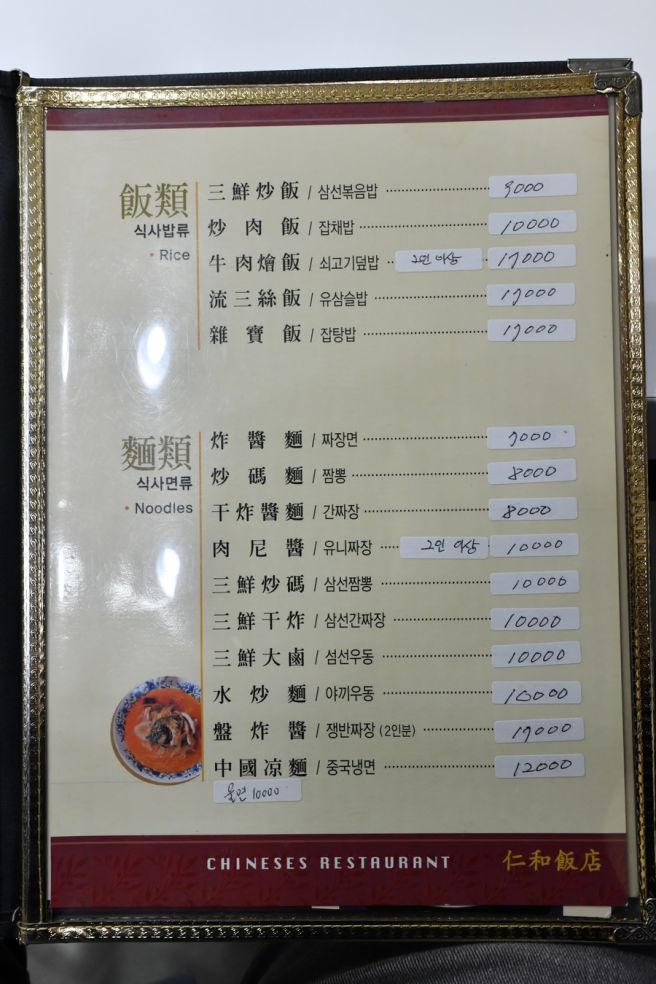 飯類
식사밥류
• Rice
三鮮炒飯 / 삼선볶음밥 9000
炒肉飯 / 잡채밥 10000
牛肉燴飯 / 쇠고기덮밥 2인 이상 17000
流三絲飯 / 유삼슬밥 17000
雜寶飯 / 잡탕밥 17000
麵類
식사면류
• Noodles
炸醬麵 / 짜장면 7000
炒碼麵 / 짬뽕 8000
干炸醬麵 / 간짜장 8000
肉尼醬 / 유니짜장 2인 이상 10000
三鮮炒碼 / 삼선짬뽕 10000
三鮮干炸 / 삼선간짜장 10000
三鮮大鹵 / 섬선우동 10000
水炒麵 / 야끼우동 10000
盤炸醬 / 쟁반짜장 (2인분) 17000
中國凉麵 / 중국냉면 12000
울면 10000
CHINESES RESTAURANT
仁和飯店